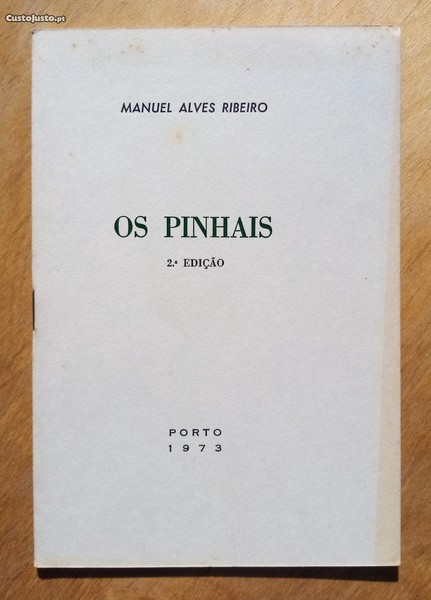 CustoJusto.pt
MANUEL ALVES RIBEIRO
OS PINHAIS
2.ª EDIÇÃO
PORTO
1973